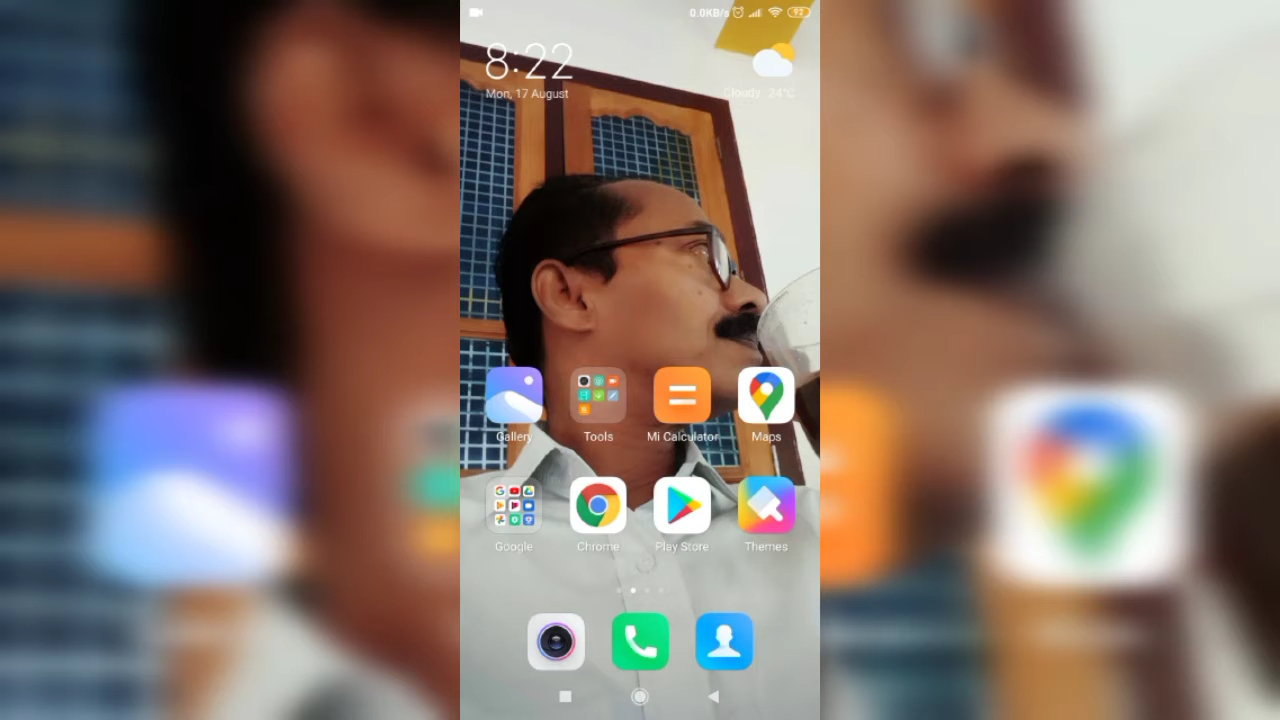 0.0KB/s 92
8:22
Mon, 17 August
Cloudy 24°C
Gallery Tools Mi Calculator Maps
Google Chrome Play Store Themes